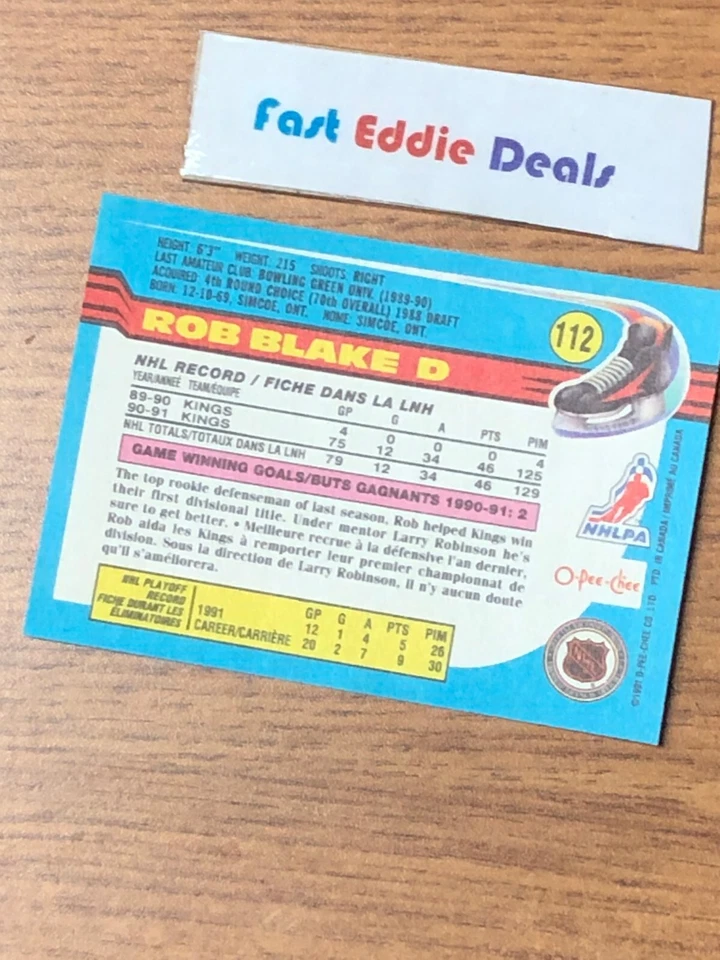 Fast Eddie Deals
HEIGHT: 6'3" WEIGHT: 215 SHOOTS: RIGHT
LAST AMATEUR CLUB: BOWLING GREEN UNIV. (1989-90)
ACQUIRED: 4th ROUND CHOICE (70th OVERALL) 1988 DRAFT
BORN: 12-10-69, SIMCOE, ONT. HOME: SIMCOE, ONT.
112
ROB BLAKE D
NHL RECORD / FICHE DANS LA LNH
YEAR/ANNÉE TEAM/ÉQUIPE GP G A PTS PIM
89-90 KINGS 4 0 0 0 4
90-91 KINGS 75 12 34 46 125
NHL TOTALS/TOTAUX DANS LA LNH 79 12 34 46 129
GAME WINNING GOALS/BUTS GAGNANTS 1990-91: 2
The top rookie defenseman of last season, Rob helped Kings win
their first divisional title. Under mentor Larry Robinson he's
sure to get better. • Meilleure recrue à la défensive l'an dernier,
Rob aida les Kings à remporter leur premier championnat de
division. Sous la direction de Larry Robinson, il n'y aucun doute
qu'il s'améliorera.
NHL PLAYOFF
RECORD
FICHE DURANT LES
ÉLIMINATOIRES
GP G A PTS PIM
1991 12 1 4 5 26
CAREER/CARRIÈRE 20 2 7 9 30
NHLPA
O-Pee-Chee
NHL
©1991 O-PEE-CHEE CO. LTD. PTD. IN CANADA / IMPRIMÉ AU CANADA